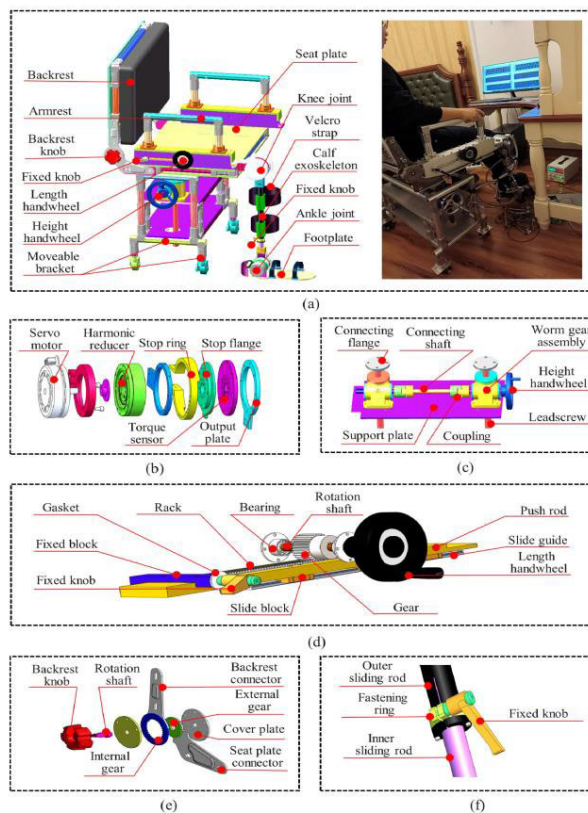 Backrest
Armrest
Backrest
knob
Fixed knob
Length
handwheel
Height
handwheel
Moveable
bracket
Seat plate
Knee joint
Velcro
strap
Calf
exoskeleton
Fixed knob
Ankle joint
Footplate
(a)
Servo
motor
Harmonic
reducer
Stop ring
Stop flange
Torque
sensor
Output
plate
(b)
Connecting
flange
Connecting
shaft
Worm gear
assembly
Height
handwheel
Leadscrew
Support plate
Coupling
(c)
Gasket
Rack
Bearing
Rotation
shaft
Push rod
Fixed block
Slide guide
Length
handwheel
Fixed knob
Slide block
Gear
(d)
Backrest
knob
Rotation
shaft
Backrest
connector
External
gear
Cover plate
Internal
gear
Seat plate
connector
(e)
Outer
sliding rod
Fastening
ring
Fixed knob
Inner
sliding rod
(f)